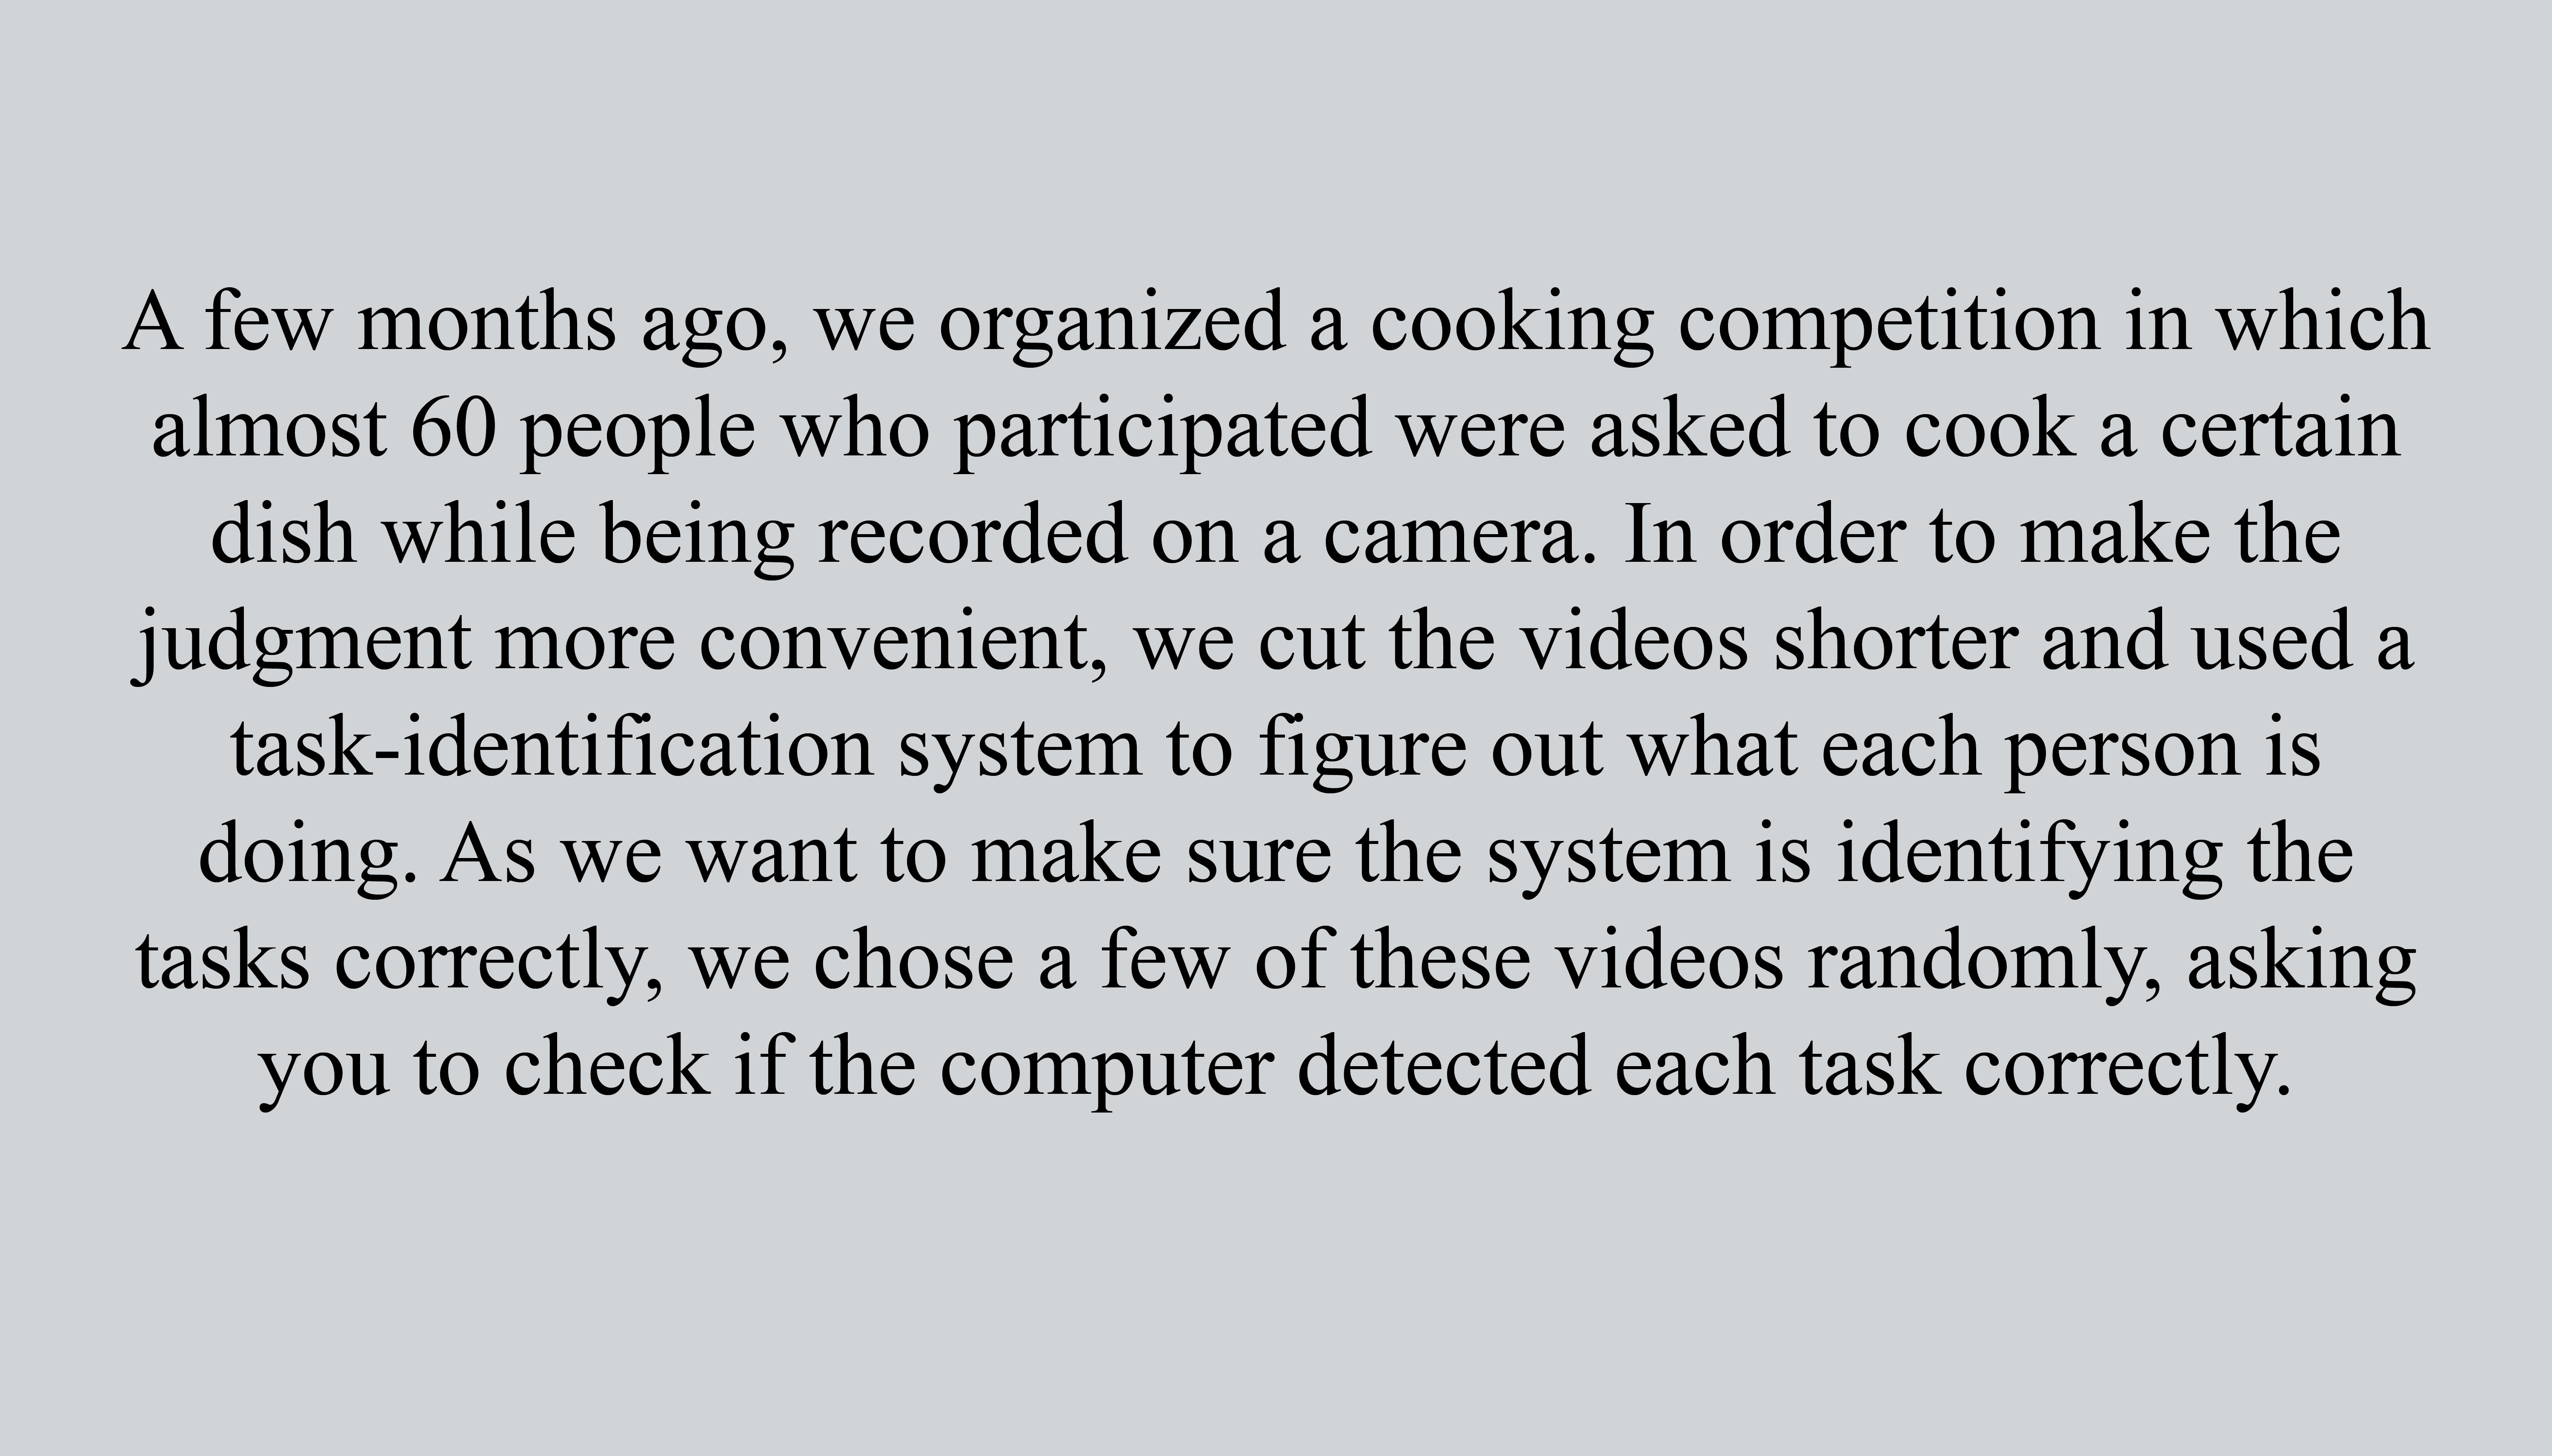 A few months ago, we organized a cooking competition in which
almost 60 people who participated were asked to cook a certain
dish while being recorded on a camera. In order to make the
judgment more convenient, we cut the videos shorter and used a
task-identification system to figure out what each person is
doing. As we want to make sure the system is identifying the
tasks correctly, we chose a few of these videos randomly, asking
you to check if the computer detected each task correctly.